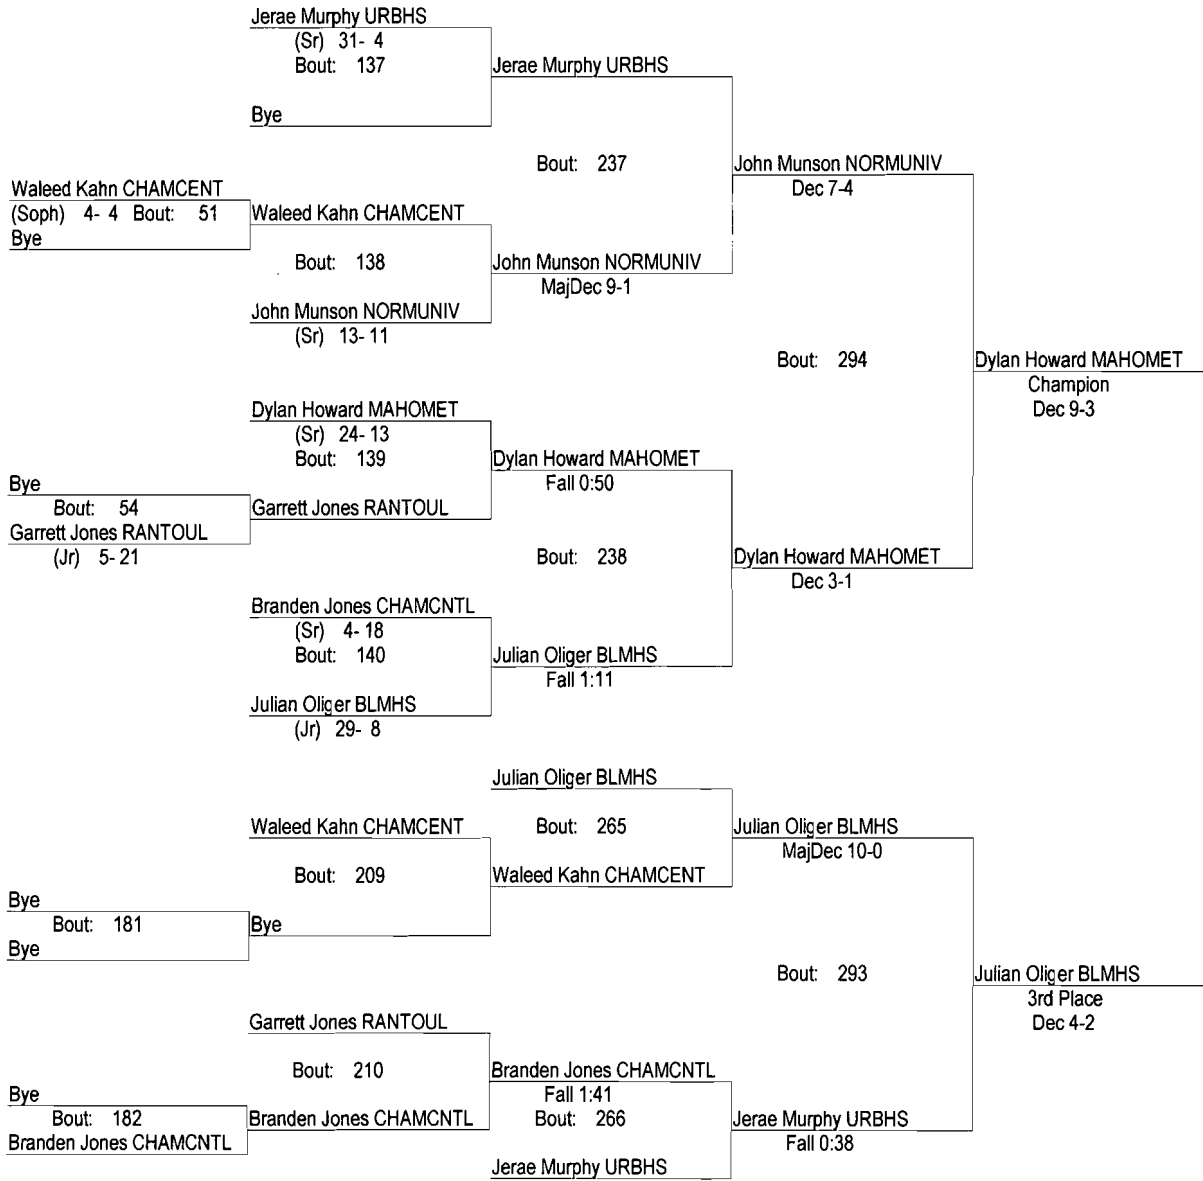 Jerae Murphy URBHS
(Sr) 31- 4
Bout: 137
Jerae Murphy URBHS
Bye
Bout: 237
John Munson NORMUNIV
Dec 7-4
Waleed Kahn CHAMCENT
(Soph) 4- 4 Bout: 51
Waleed Kahn CHAMCENT
Bye
Bout: 138
John Munson NORMUNIV
MajDec 9-1
John Munson NORMUNIV
(Sr) 13- 11
Bout: 294
Dylan Howard MAHOMET
Champion
Dec 9-3
Dylan Howard MAHOMET
(Sr) 24- 13
Bout: 139
Dylan Howard MAHOMET
Fall 0:50
Bye
Bout: 54
Garrett Jones RANTOUL
Garrett Jones RANTOUL
(Jr) 5- 21
Bout: 238
Dylan Howard MAHOMET
Dec 3-1
Branden Jones CHAMCNTL
(Sr) 4- 18
Bout: 140
Julian Oliger BLMHS
Fall 1:11
Julian Oliger BLMHS
(Jr) 29- 8
Julian Oliger BLMHS
Waleed Kahn CHAMCENT
Bout: 265
Julian Oliger BLMHS
MajDec 10-0
Bout: 209
Waleed Kahn CHAMCENT
Bye
Bout: 181
Bye
Bye
Bout: 293
Julian Oliger BLMHS
3rd Place
Dec 4-2
Garrett Jones RANTOUL
Bout: 210
Branden Jones CHAMCNTL
Fall 1:41
Bye
Bout: 182
Branden Jones CHAMCNTL
Bout: 266
Jerae Murphy URBHS
Fall 0:38
Branden Jones CHAMCNTL
Jerae Murphy URBHS